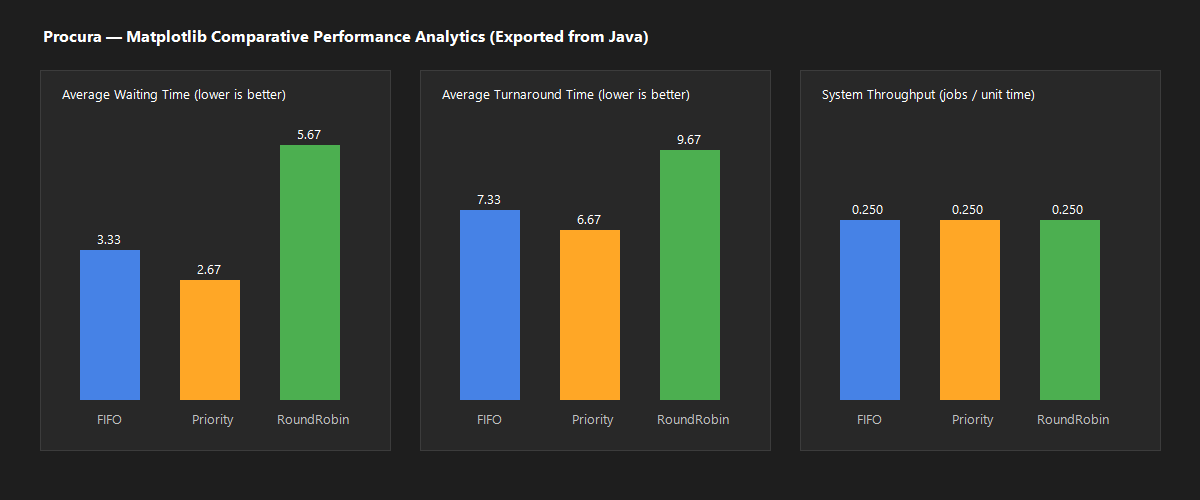 Procura — Matplotlib Comparative Performance Analytics (Exported from Java)
Average Waiting Time (lower is better)
5.67
3.33
2.67
FIFO Priority RoundRobin
Average Turnaround Time (lower is better)
9.67
7.33
6.67
FIFO Priority RoundRobin
System Throughput (jobs / unit time)
0.250 0.250 0.250
FIFO Priority RoundRobin